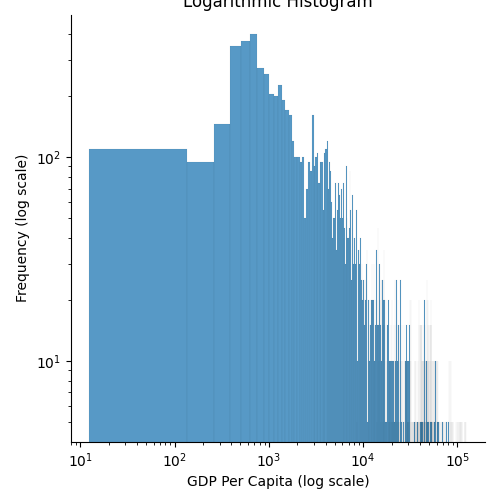 Logarithmic Histogram
Frequency (log scale)
10²
10¹
10¹
10²
10³
10⁴
10⁵
GDP Per Capita (log scale)